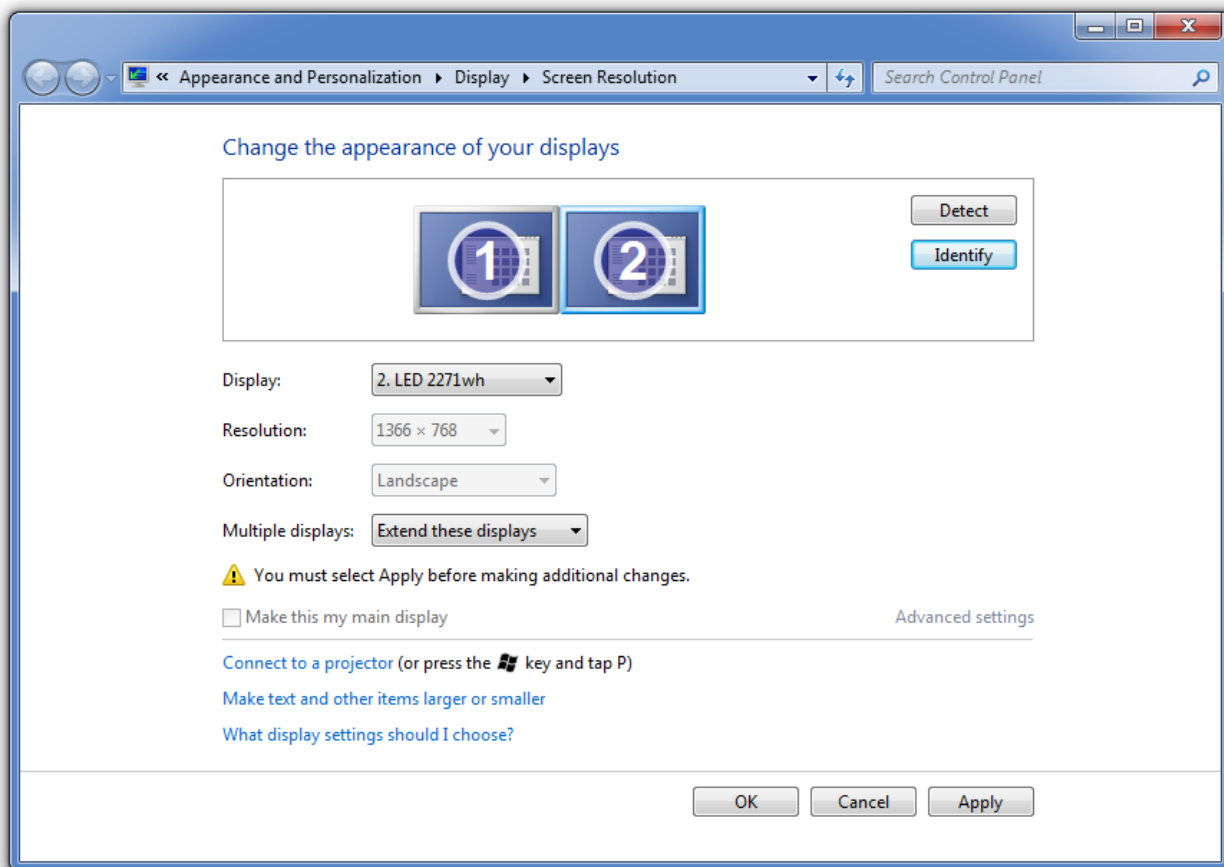 « Appearance and Personalization Display Screen Resolution Search Control Panel
Change the appearance of your displays
1 2
Detect
Identify
Display: 2. LED 2271wh
Resolution: 1366 × 768
Orientation: Landscape
Multiple displays: Extend these displays
You must select Apply before making additional changes.
Make this my main display Advanced settings
Connect to a projector (or press the key and tap P)
Make text and other items larger or smaller
What display settings should I choose?
OK Cancel Apply